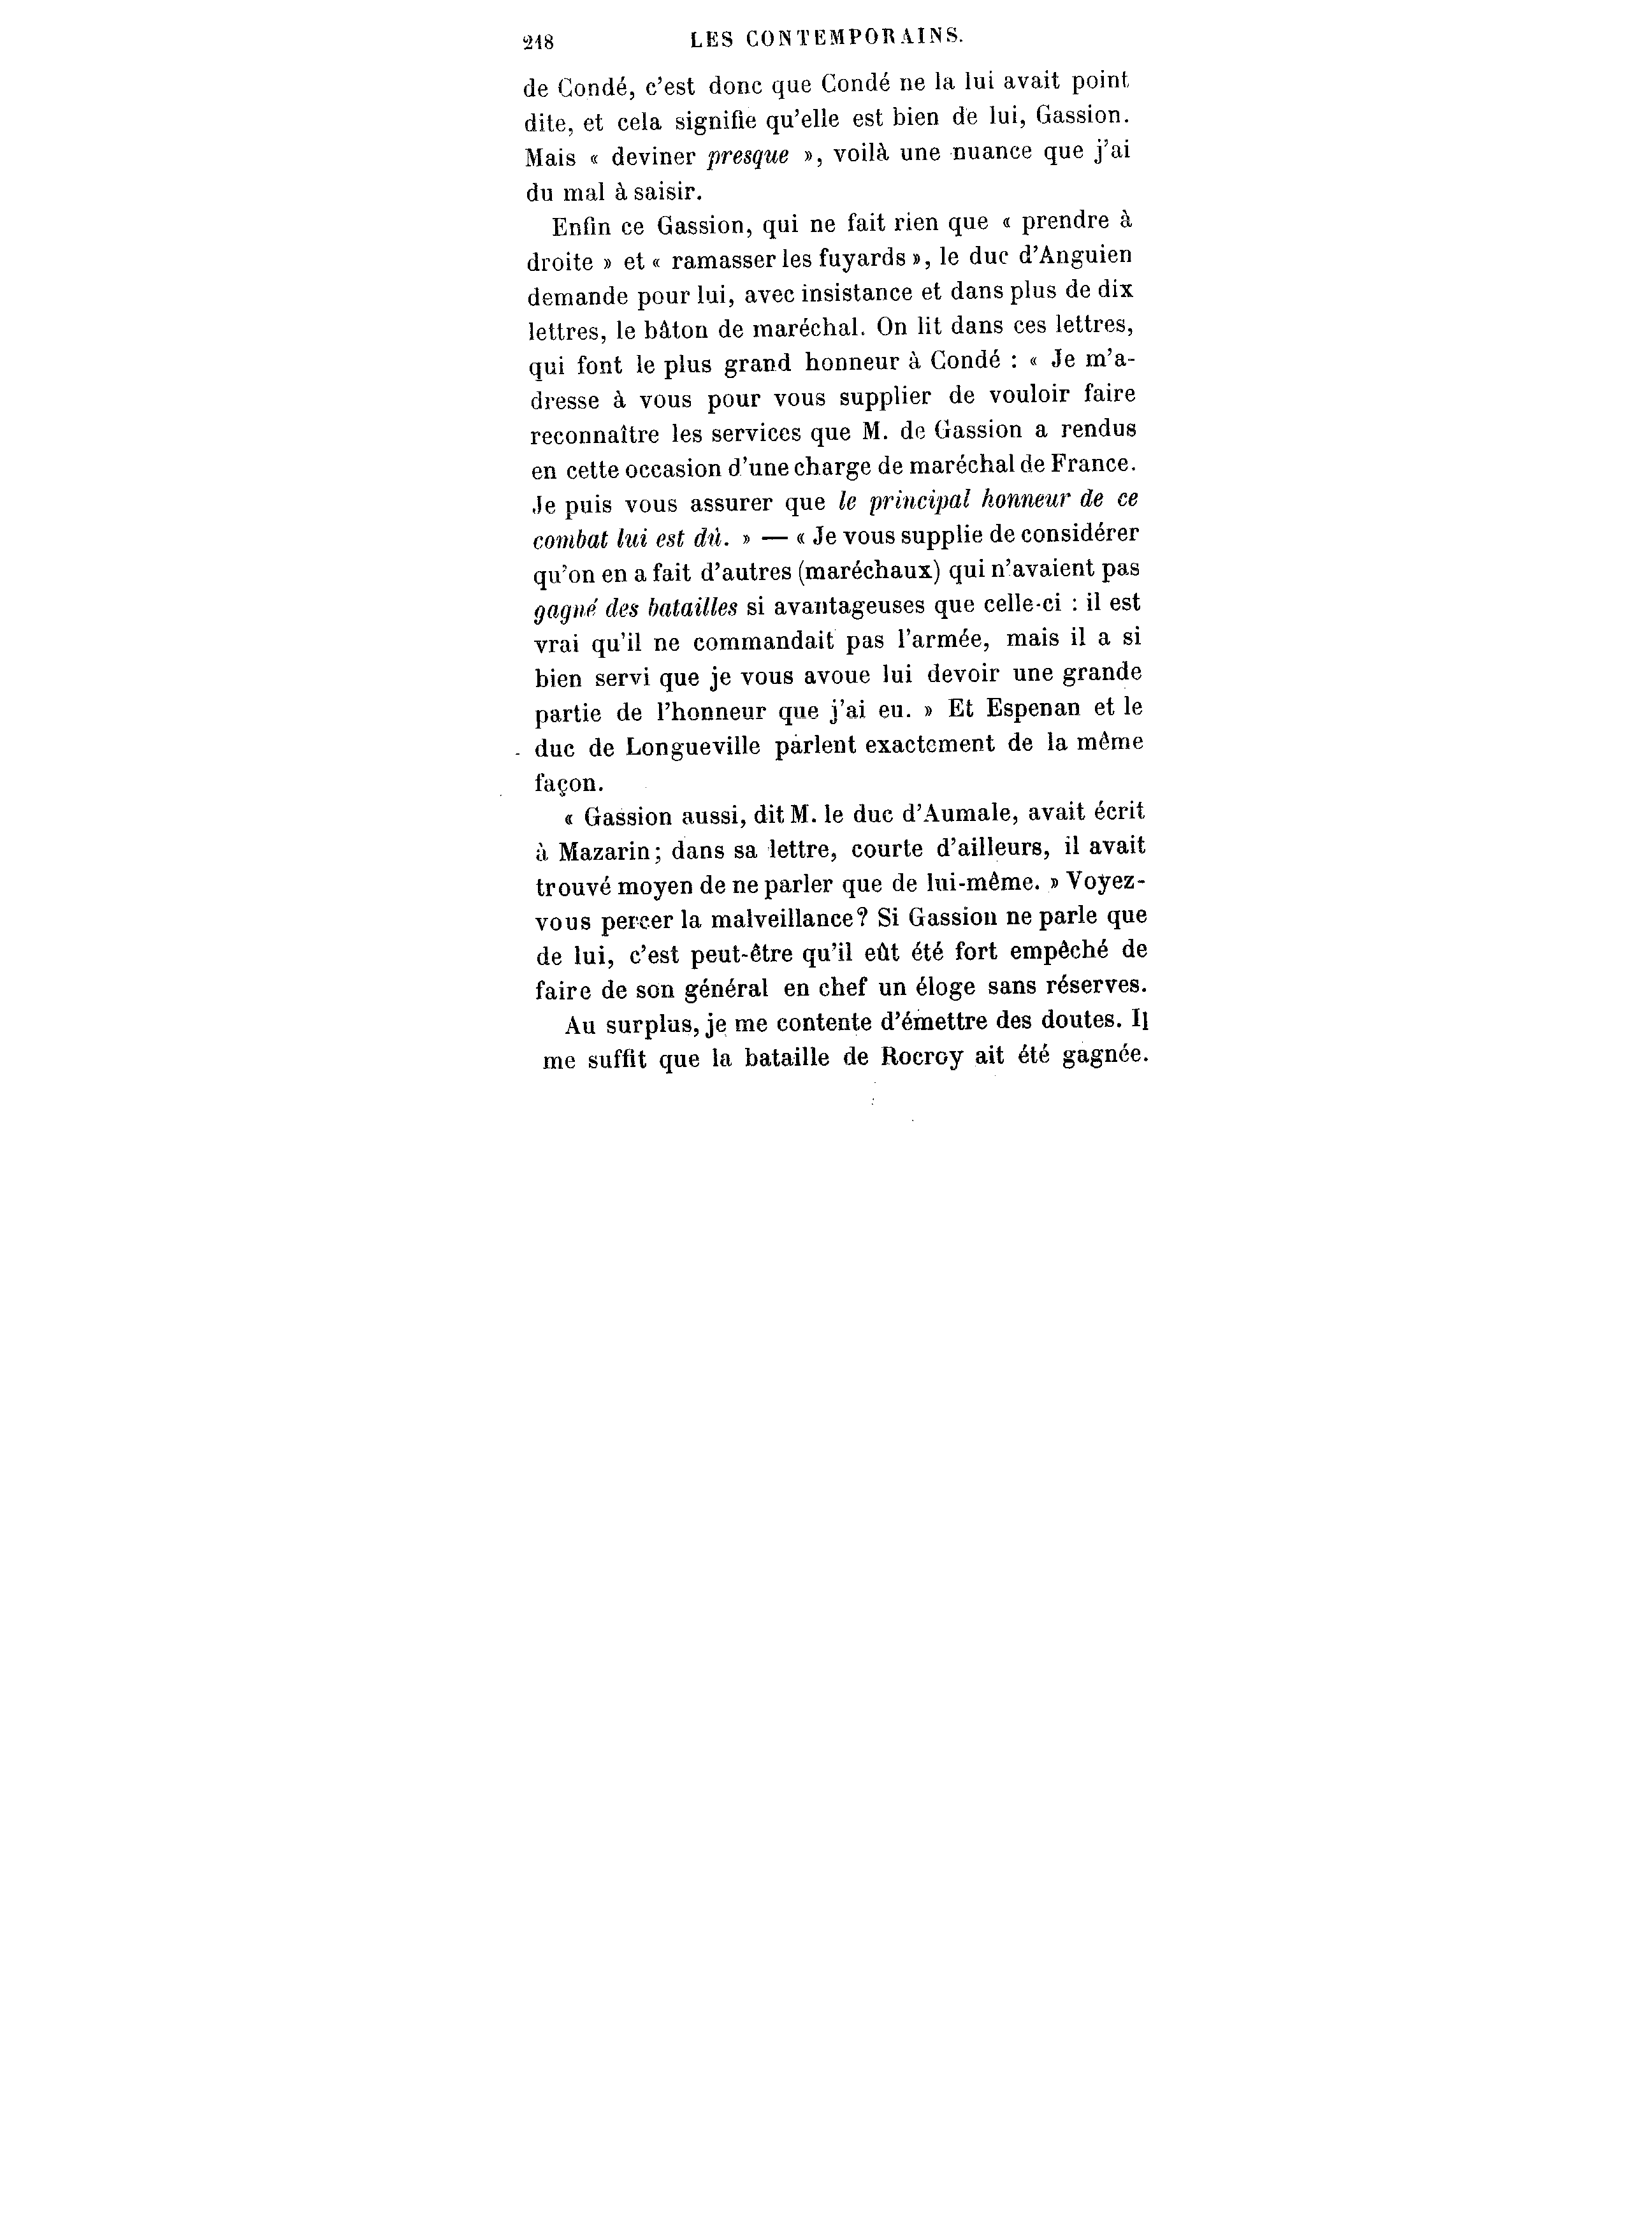 218 LES CONTEMPORAINS.
de Condé, c'est donc que Condé ne la lui avait point
dite, et cela signifie qu'elle est bien de lui, Gassion.
Mais « deviner presque », voilà une nuance que j'ai
du mal à saisir.
Enfin ce Gassion, qui ne fait rien que « prendre à
droite » et « ramasser les fuyards », le duc d'Anguien
demande pour lui, avec insistance et dans plus de dix
lettres, le bâton de maréchal. On lit dans ces lettres,
qui font le plus grand honneur à Condé : « Je m'a-
dresse à vous pour vous supplier de vouloir faire
reconnaître les services que M. de Gassion a rendus
en cette occasion d'une charge de maréchal de France.
Je puis vous assurer que le principal honneur de ce
combat lui est dû. » — « Je vous supplie de considérer
qu'on en a fait d'autres (maréchaux) qui n'avaient pas
gagné des batailles si avantageuses que celle-ci : il est
vrai qu'il ne commandait pas l'armée, mais il a si
bien servi que je vous avoue lui devoir une grande
partie de l'honneur que j'ai eu. » Et Espenan et le
duc de Longueville parlent exactement de la même
façon.
« Gassion aussi, dit M. le duc d'Aumale, avait écrit
à Mazarin; dans sa lettre, courte d'ailleurs, il avait
trouvé moyen de ne parler que de lui-même. » Voyez-
vous percer la malveillance? Si Gassion ne parle que
de lui, c'est peut-être qu'il eût été fort empêché de
faire de son général en chef un éloge sans réserves.
Au surplus, je me contente d'émettre des doutes. Il
me suffit que la bataille de Rocroy ait été gagnée.